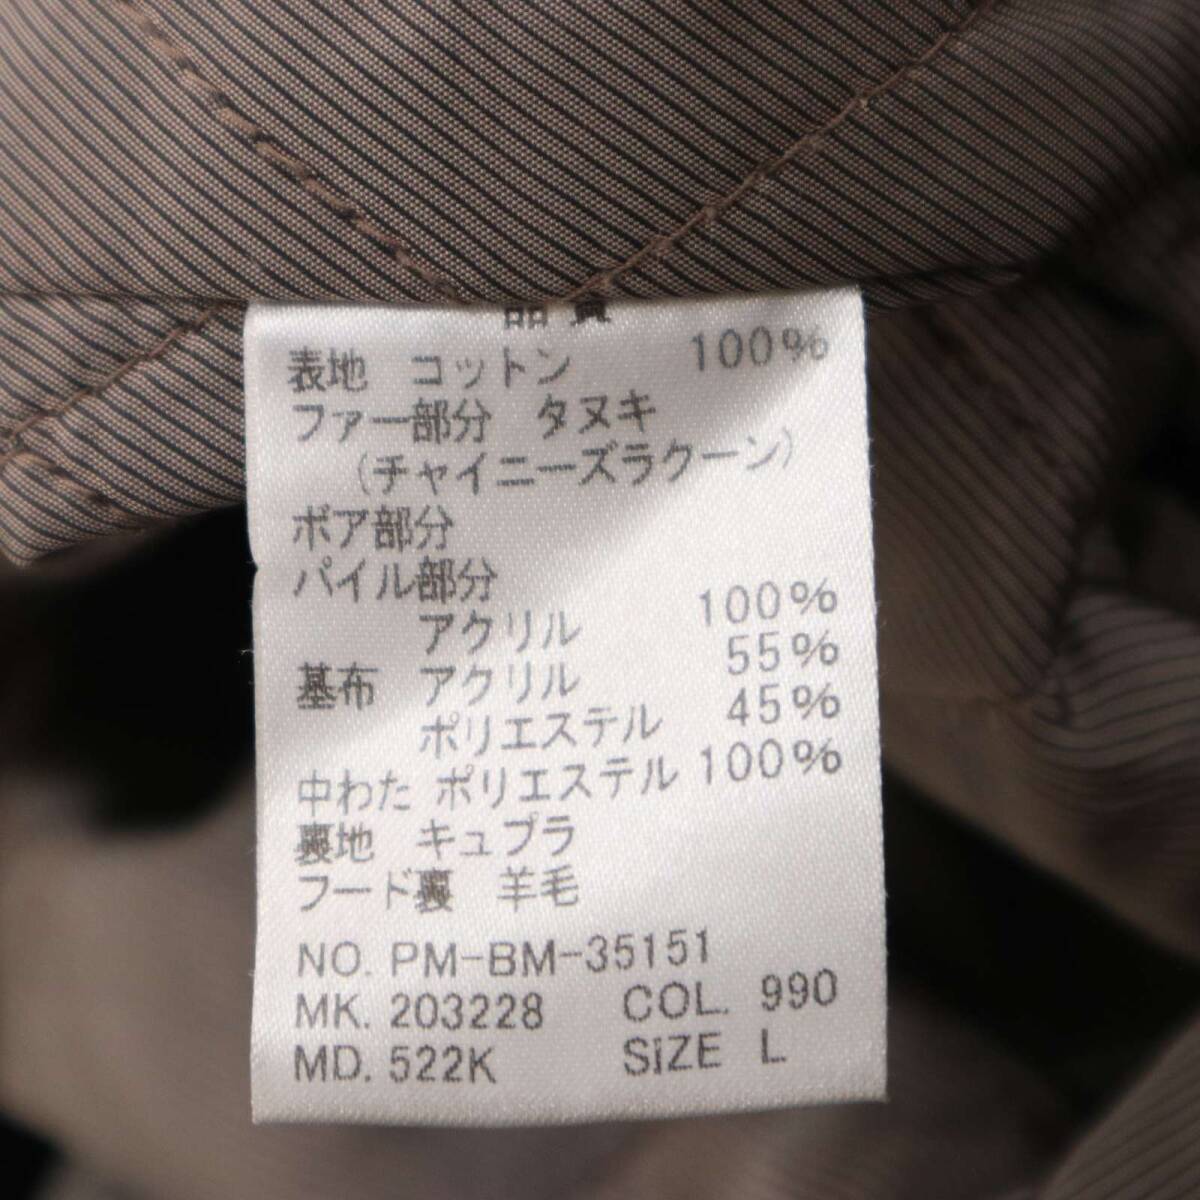 品質
表地 コットン 100%
ファー部分 タヌキ
(チャイニーズラクーン)
ボア部分
パイル部分
アクリル 100%
基布 アクリル 55%
ポリエステル 45%
中わた ポリエステル 100%
裏地 キュプラ
フード裏 羊毛
NO. PM-BM-35151
MK. 203228 COL. 990
MD. 522K SiZE L